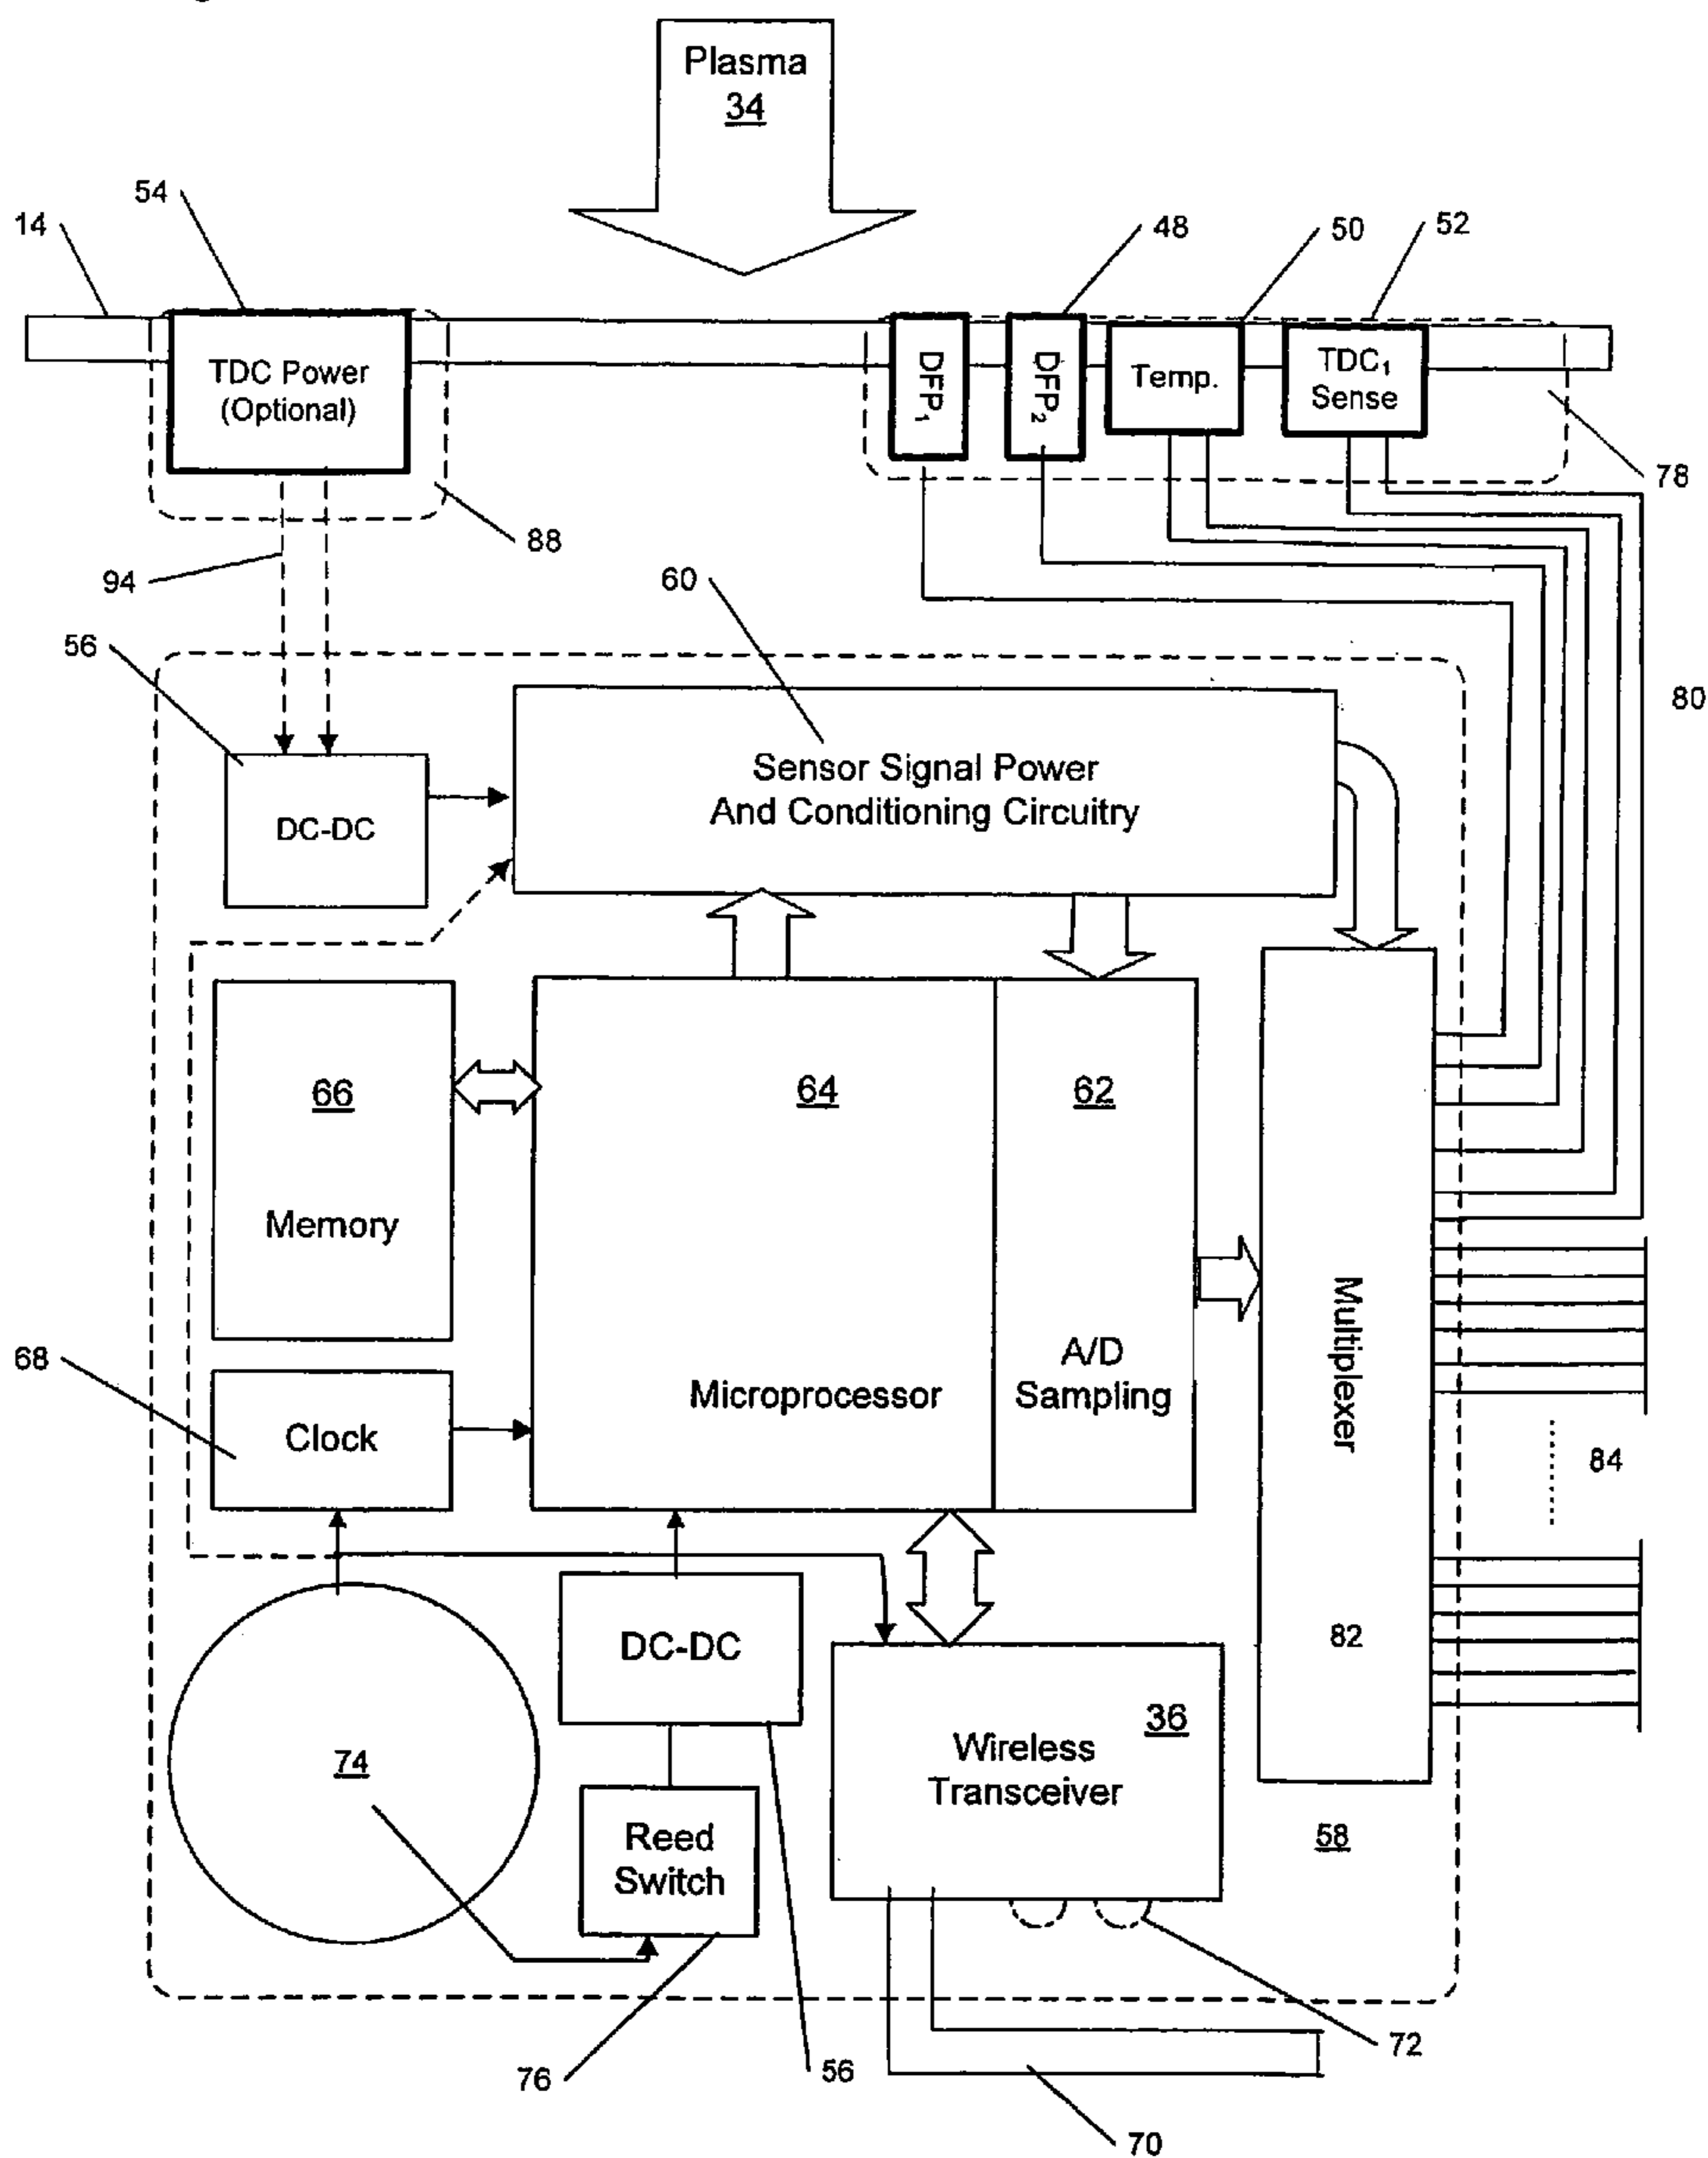 Plasma
34
54
14
48
50
52
TDC Power
(Optional)
DFP1
DFP2
Temp.
TDC1
Sense
78
88
94
60
56
80
Sensor Signal Power
And Conditioning Circuitry
DC-DC
66
64
62
Memory
Multiplexer
68
A/D
Sampling
Microprocessor
Clock
84
DC-DC
82
36
Wireless
Transceiver
74
Reed
Switch
58
72
76
56
70